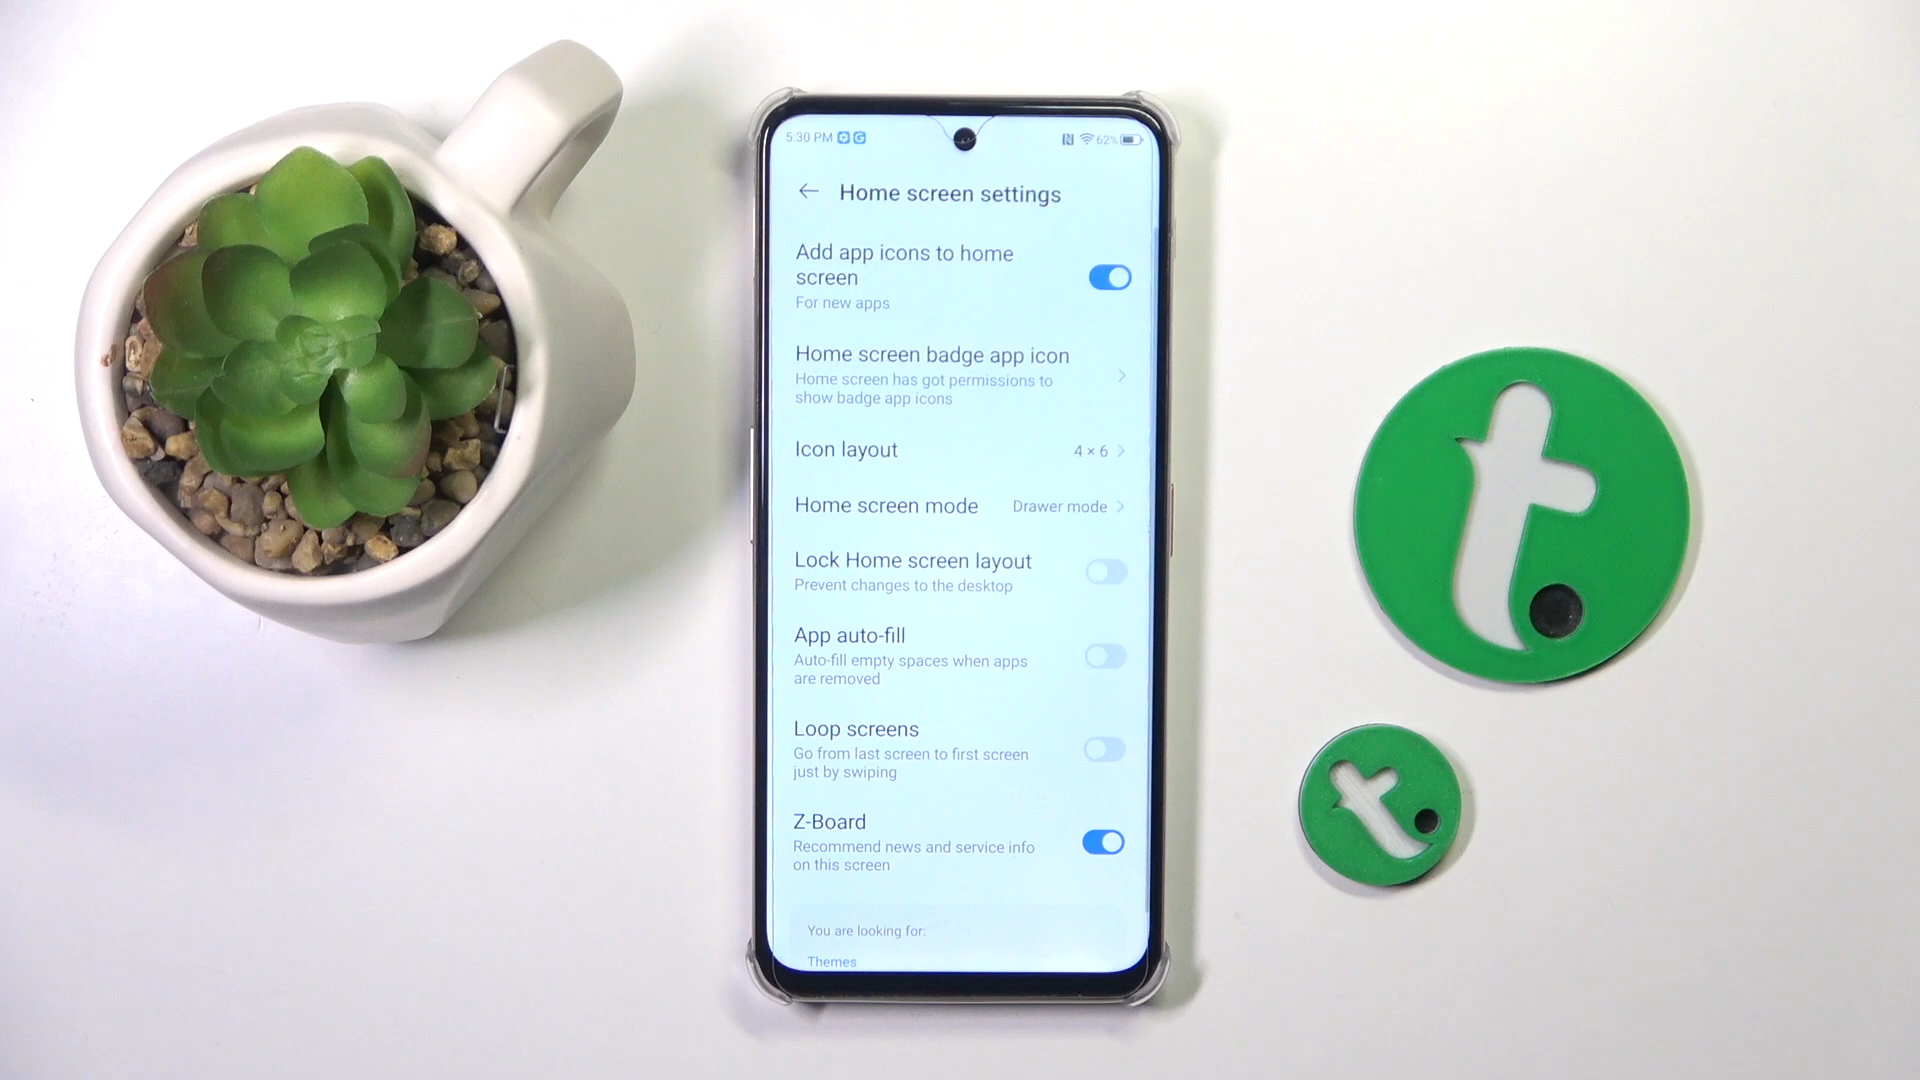 5:30 PM
62%
Home screen settings
Add app icons to home
screen
For new apps
Home screen badge app icon
Home screen has got permissions to
show badge app icons
Icon layout 4 × 6
Home screen mode Drawer mode
Lock Home screen layout
Prevent changes to the desktop
App auto-fill
Auto-fill empty spaces when apps
are removed
Loop screens
Go from last screen to first screen
just by swiping
Z-Board
Recommend news and service info
on this screen
You are looking for:
Themes
t
t